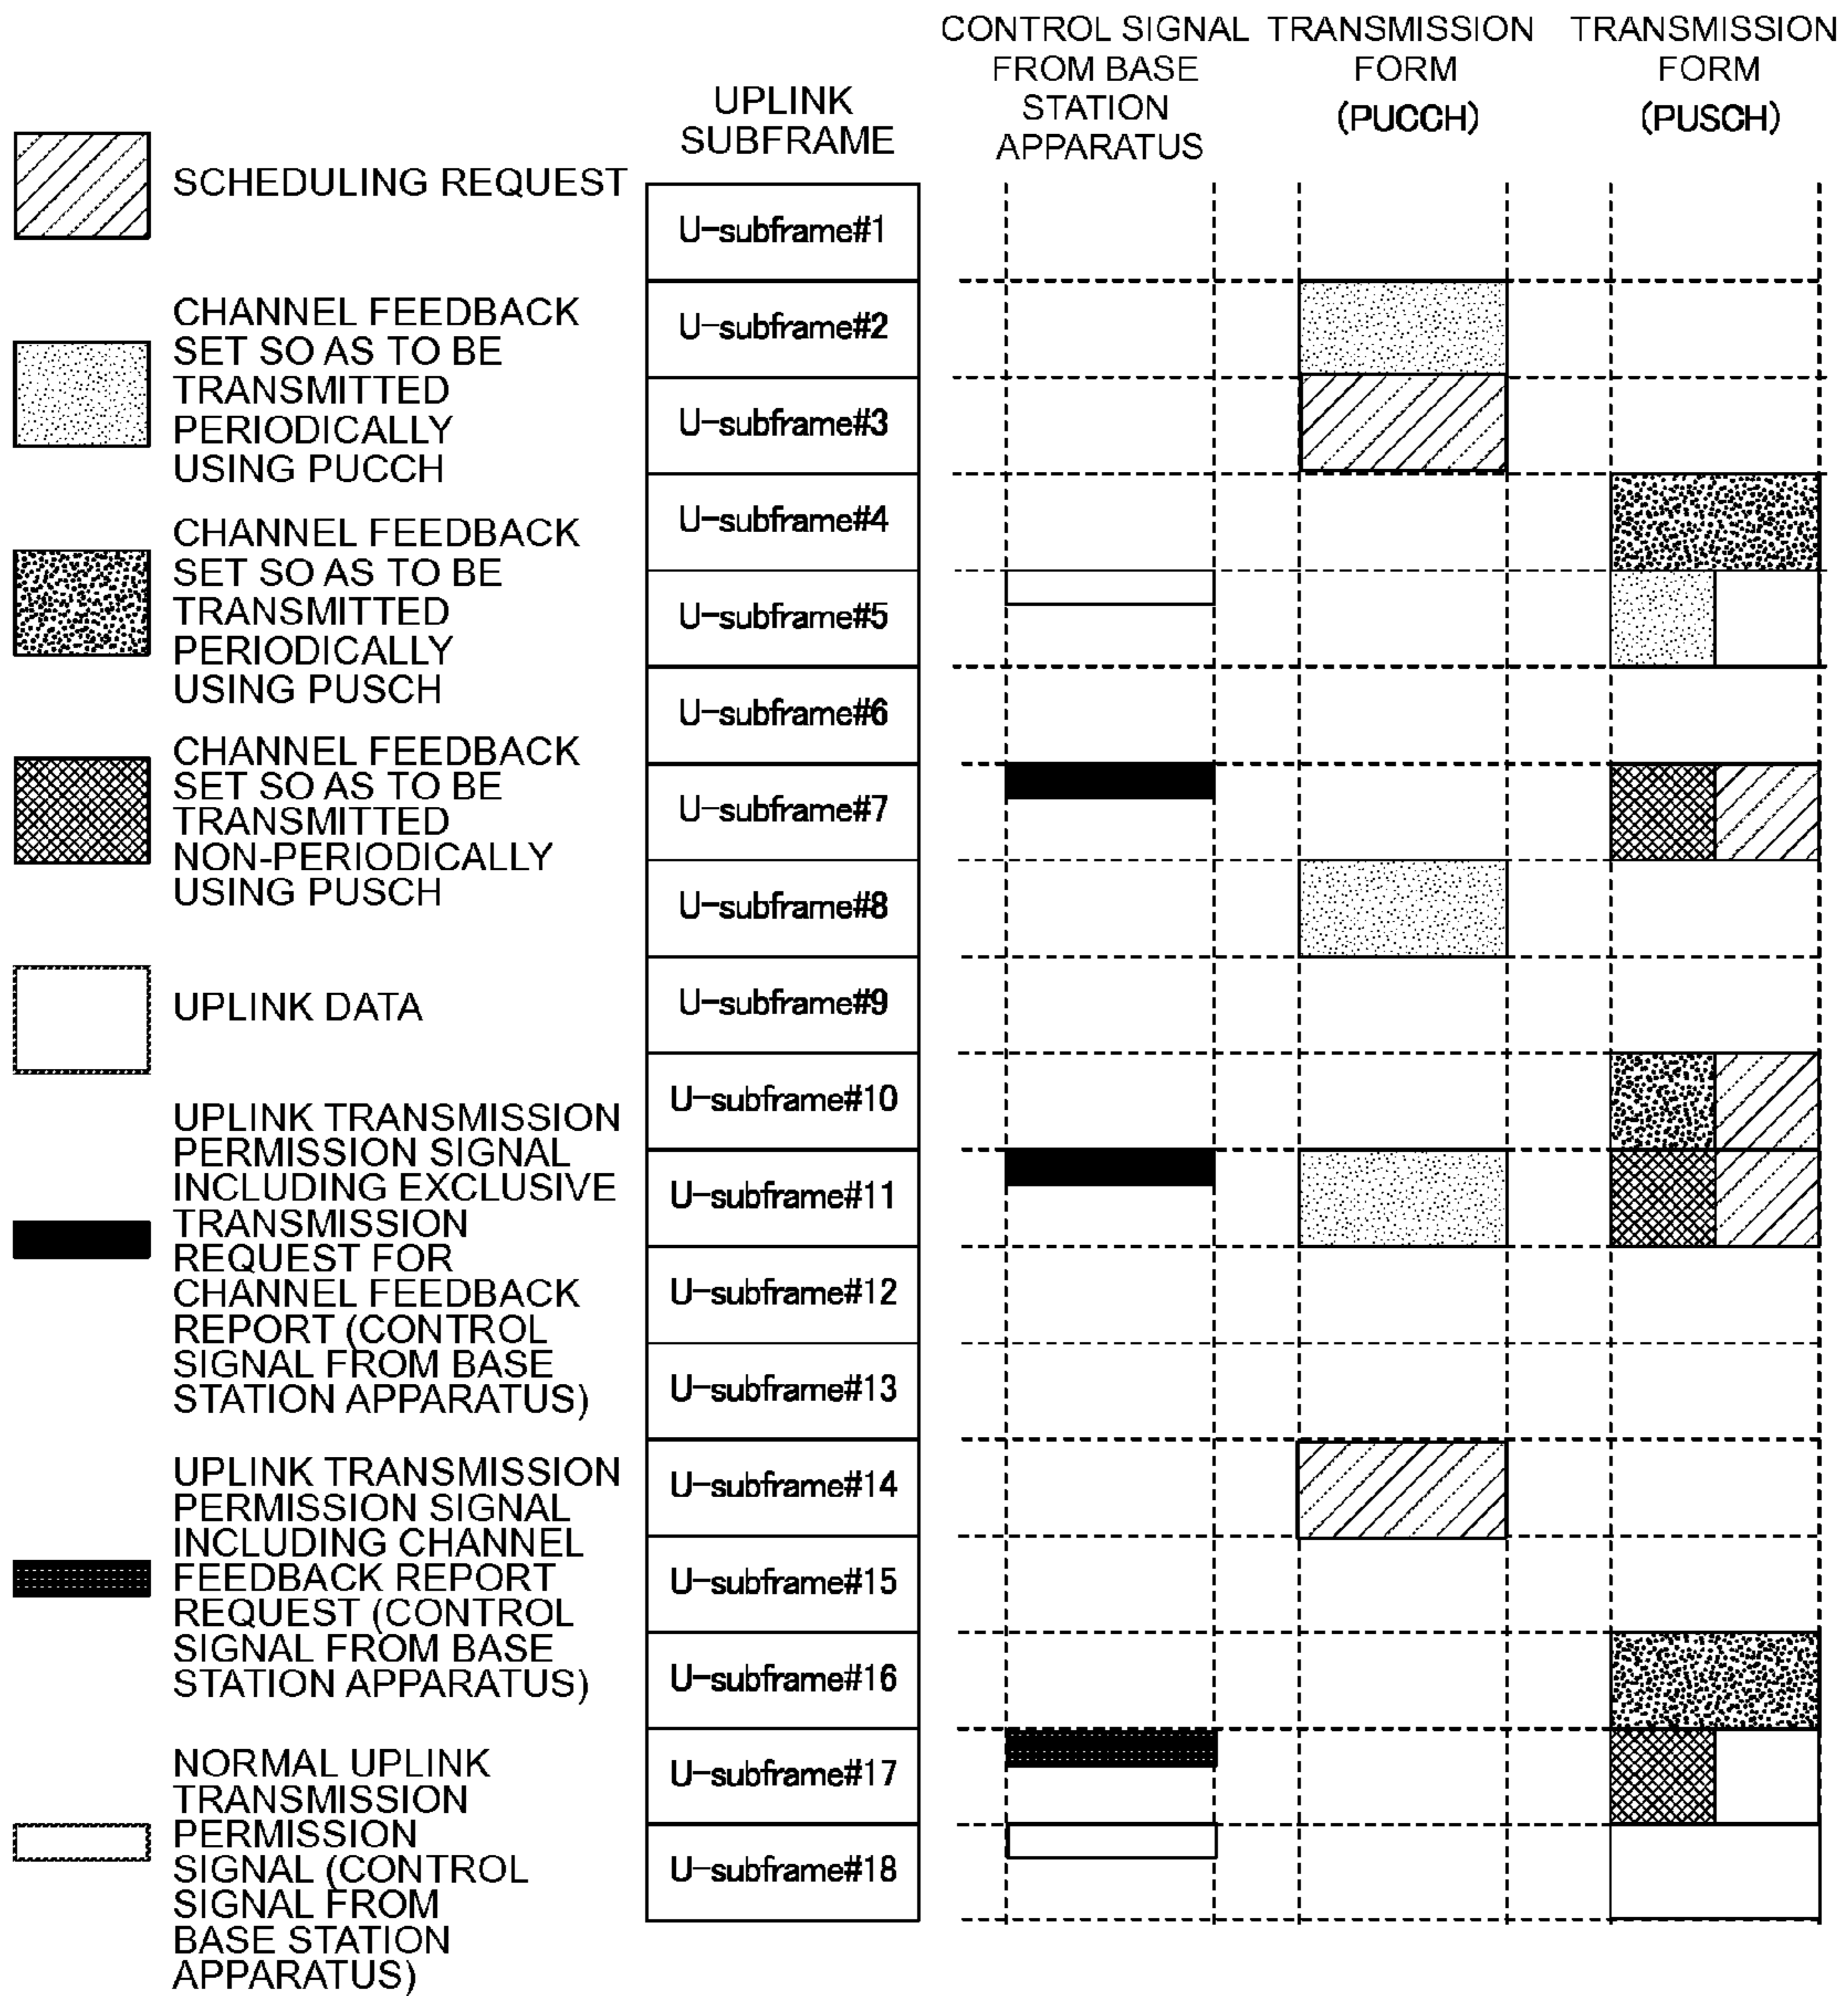 CONTROL SIGNAL
FROM BASE
STATION
APPARATUS
TRANSMISSION
FORM
(PUCCH)
TRANSMISSION
FORM
(PUSCH)
UPLINK
SUBFRAME
SCHEDULING REQUEST
CHANNEL FEEDBACK
SET SO AS TO BE
TRANSMITTED
PERIODICALLY
USING PUCCH
CHANNEL FEEDBACK
SET SO AS TO BE
TRANSMITTED
PERIODICALLY
USING PUSCH
CHANNEL FEEDBACK
SET SO AS TO BE
TRANSMITTED
NON-PERIODICALLY
USING PUSCH
UPLINK DATA
UPLINK TRANSMISSION
PERMISSION SIGNAL
INCLUDING EXCLUSIVE
TRANSMISSION
REQUEST FOR
CHANNEL FEEDBACK
REPORT (CONTROL
SIGNAL FROM BASE
STATION APPARATUS)
UPLINK TRANSMISSION
PERMISSION SIGNAL
INCLUDING CHANNEL
FEEDBACK REPORT
REQUEST (CONTROL
SIGNAL FROM BASE
STATION APPARATUS)
NORMAL UPLINK
TRANSMISSION
PERMISSION
SIGNAL (CONTROL
SIGNAL FROM
BASE STATION
APPARATUS)
U-subframe#1
U-subframe#2
U-subframe#3
U-subframe#4
U-subframe#5
U-subframe#6
U-subframe#7
U-subframe#8
U-subframe#9
U-subframe#10
U-subframe#11
U-subframe#12
U-subframe#13
U-subframe#14
U-subframe#15
U-subframe#16
U-subframe#17
U-subframe#18